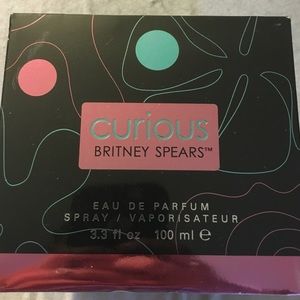 curious
BRITNEY SPEARS™
EAU DE PARFUM
SPRAY / VAPORISATEUR
3.3 fl oz 100 ml ℮